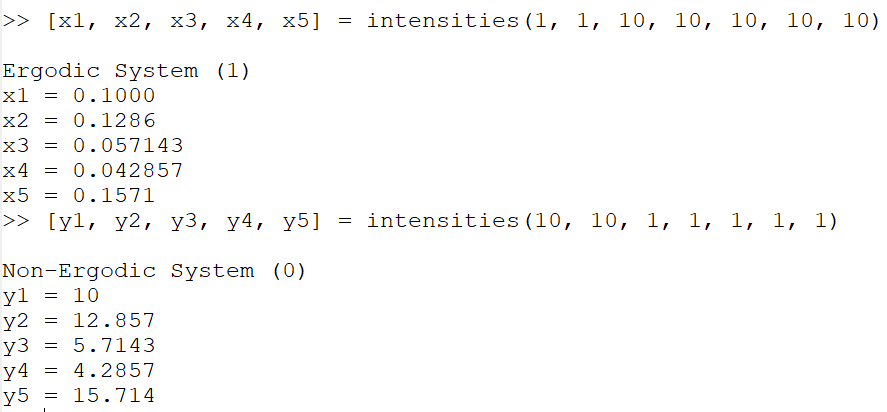 >> [x1, x2, x3, x4, x5] = intensities(1, 1, 10, 10, 10, 10, 10)
Ergodic System (1)
x1 = 0.1000
x2 = 0.1286
x3 = 0.057143
x4 = 0.042857
x5 = 0.1571
>> [y1, y2, y3, y4, y5] = intensities(10, 10, 1, 1, 1, 1, 1)
Non-Ergodic System (0)
y1 = 10
y2 = 12.857
y3 = 5.7143
y4 = 4.2857
y5 = 15.714